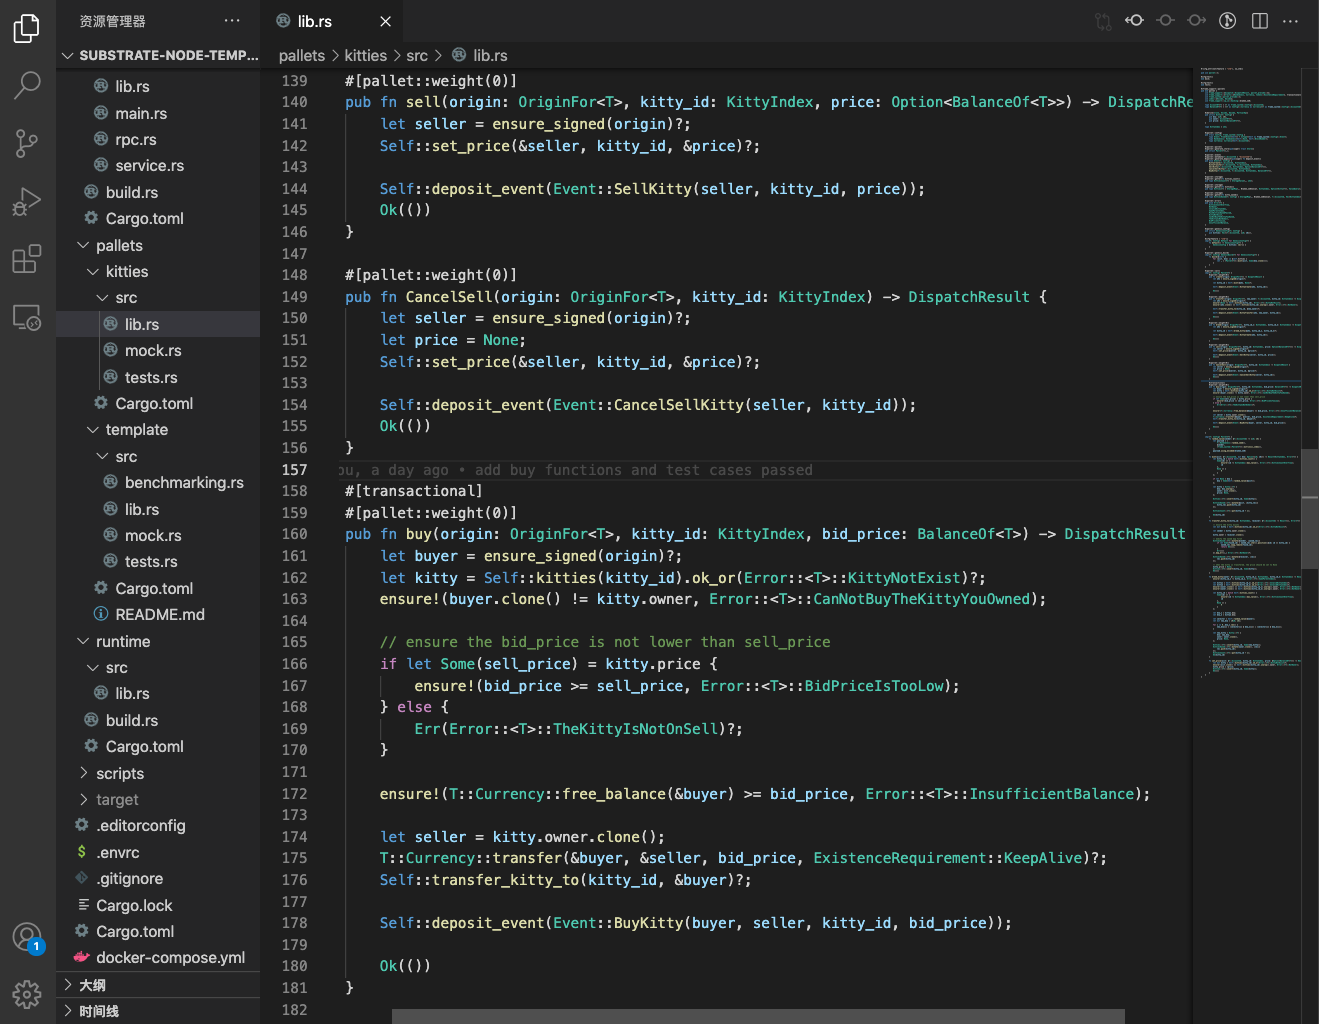 资源管理器 ...
SUBSTRATE-NODE-TEMP...
lib.rs
main.rs
rpc.rs
service.rs
build.rs
Cargo.toml
pallets
kitties
src
lib.rs
mock.rs
tests.rs
Cargo.toml
template
src
benchmarking.rs
lib.rs
mock.rs
tests.rs
Cargo.toml
README.md
runtime
src
lib.rs
build.rs
Cargo.toml
scripts
target
.editorconfig
.envrc
.gitignore
Cargo.lock
Cargo.toml
docker-compose.yml
大纲
时间线
1
lib.rs
pallets > kitties > src > lib.rs
139 #[pallet::weight(0)]
140 pub fn sell(origin: OriginFor<T>, kitty_id: KittyIndex, price: Option<BalanceOf<T>>) -> DispatchRe
141 let seller = ensure_signed(origin)?;
142 Self::set_price(&seller, kitty_id, &price)?;
143
144 Self::deposit_event(Event::SellKitty(seller, kitty_id, price));
145 Ok(())
146 }
147
148 #[pallet::weight(0)]
149 pub fn CancelSell(origin: OriginFor<T>, kitty_id: KittyIndex) -> DispatchResult {
150 let seller = ensure_signed(origin)?;
151 let price = None;
152 Self::set_price(&seller, kitty_id, &price)?;
153
154 Self::deposit_event(Event::CancelSellKitty(seller, kitty_id));
155 Ok(())
156 }
157 ou, a day ago • add buy functions and test cases passed
158 #[transactional]
159 #[pallet::weight(0)]
160 pub fn buy(origin: OriginFor<T>, kitty_id: KittyIndex, bid_price: BalanceOf<T>) -> DispatchResult
161 let buyer = ensure_signed(origin)?;
162 let kitty = Self::kitties(kitty_id).ok_or(Error::<T>::KittyNotExist)?;
163 ensure!(buyer.clone() != kitty.owner, Error::<T>::CanNotBuyTheKittyYouOwned);
164
165 // ensure the bid_price is not lower than sell_price
166 if let Some(sell_price) = kitty.price {
167 ensure!(bid_price >= sell_price, Error::<T>::BidPriceIsTooLow);
168 } else {
169 Err(Error::<T>::TheKittyIsNotOnSell)?;
170 }
171
172 ensure!(T::Currency::free_balance(&buyer) >= bid_price, Error::<T>::InsufficientBalance);
173
174 let seller = kitty.owner.clone();
175 T::Currency::transfer(&buyer, &seller, bid_price, ExistenceRequirement::KeepAlive)?;
176 Self::transfer_kitty_to(kitty_id, &buyer)?;
177
178 Self::deposit_event(Event::BuyKitty(buyer, seller, kitty_id, bid_price));
179
180 Ok(())
181 }
182